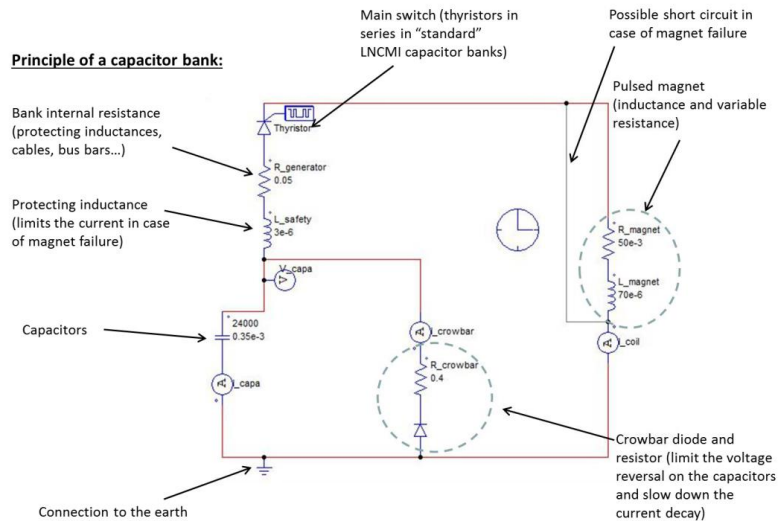 Principle of a capacitor bank:
Main switch (thyristors in
series in “standard”
LNCMI capacitor banks)
Possible short circuit in
case of magnet failure
Pulsed magnet
(inductance and variable
resistance)
Bank internal resistance
(protecting inductances,
cables, bus bars...)
Thyristor
R_generator
0.05
Protecting inductance
(limits the current in case
of magnet failure)
L_safety
3e-6
R_magnet
50e-3
V_capa
L_magnet
70e-6
Capacitors
24000
0.35e-3
I_crowbar
I_coil
R_crowbar
0.4
I_capa
Crowbar diode and
resistor (limit the voltage
reversal on the capacitors
and slow down the
current decay)
Connection to the earth